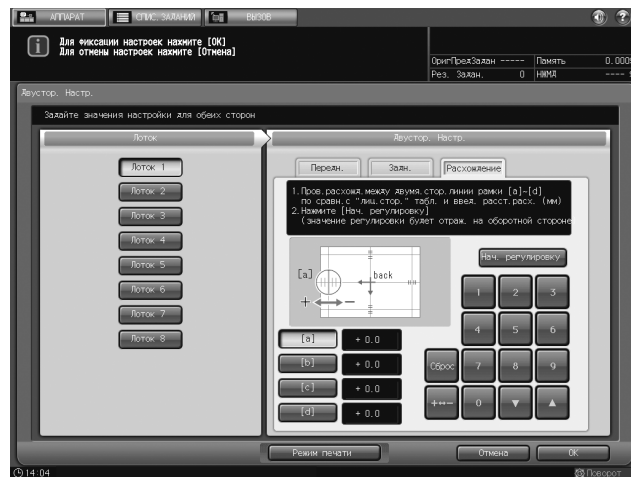 АППАРАТ
СПИС. ЗАДАНИЙ
ВЫЗОВ
Для фиксации настроек нажмите [OK]
Для отмены настроек нажмите [Отмена]
ОригПредЗадан -----
Память
0.000%
Рез. Задан. 0
НЖМД
----
Двустор. Настр.
Задайте значения настройки для обеих сторон
Лоток
Двустор. Настр.
Лоток 1
Лоток 2
Лоток 3
Лоток 4
Лоток 5
Лоток 6
Лоток 7
Лоток 8
Передн.
Задн.
Расхождение
1.Пров.расхожд.между двумя.стор.линии рамки [a]-[d]
по сравн.с "лиц.стор." табл. и ввел. расст.расх. (мм)
2.Нажмите [Нач. регулировку]
(значение регулировки будет отраж. на оборотной стороне
[a]
back
+
-
Нач. регулировку
1
2
3
4
5
6
Сброс
7
8
9
+↔-
0
▼
▲
[a] + 0.0
[b] + 0.0
[c] + 0.0
[d] + 0.0
Режим печати
Отмена
OK
14:04
Поворот